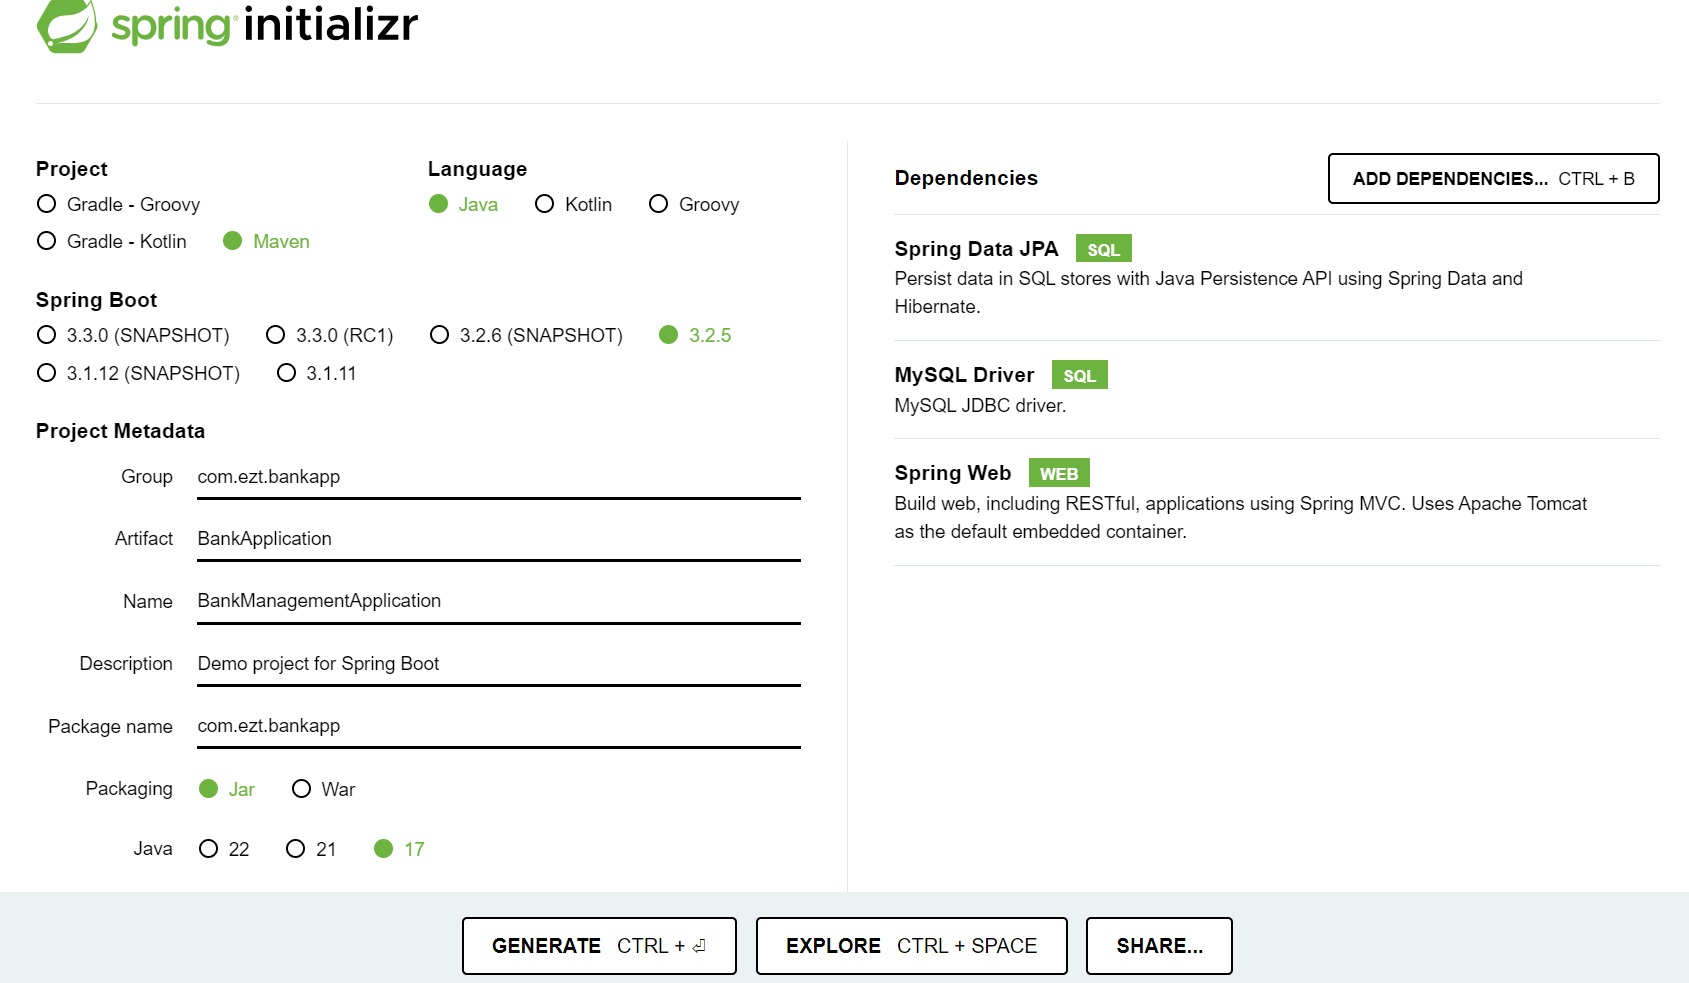 spring initializr
Project
Gradle - Groovy
Gradle - Kotlin Maven
Language
Java Kotlin Groovy
Spring Boot
3.3.0 (SNAPSHOT) 3.3.0 (RC1) 3.2.6 (SNAPSHOT) 3.2.5
3.1.12 (SNAPSHOT) 3.1.11
Project Metadata
Group com.ezt.bankapp
Artifact BankApplication
Name BankManagementApplication
Description Demo project for Spring Boot
Package name com.ezt.bankapp
Packaging Jar War
Java 22 21 17
Dependencies ADD DEPENDENCIES... CTRL + B
Spring Data JPA SQL
Persist data in SQL stores with Java Persistence API using Spring Data and
Hibernate.
MySQL Driver SQL
MySQL JDBC driver.
Spring Web WEB
Build web, including RESTful, applications using Spring MVC. Uses Apache Tomcat
as the default embedded container.
GENERATE CTRL + ⏎ EXPLORE CTRL + SPACE SHARE...